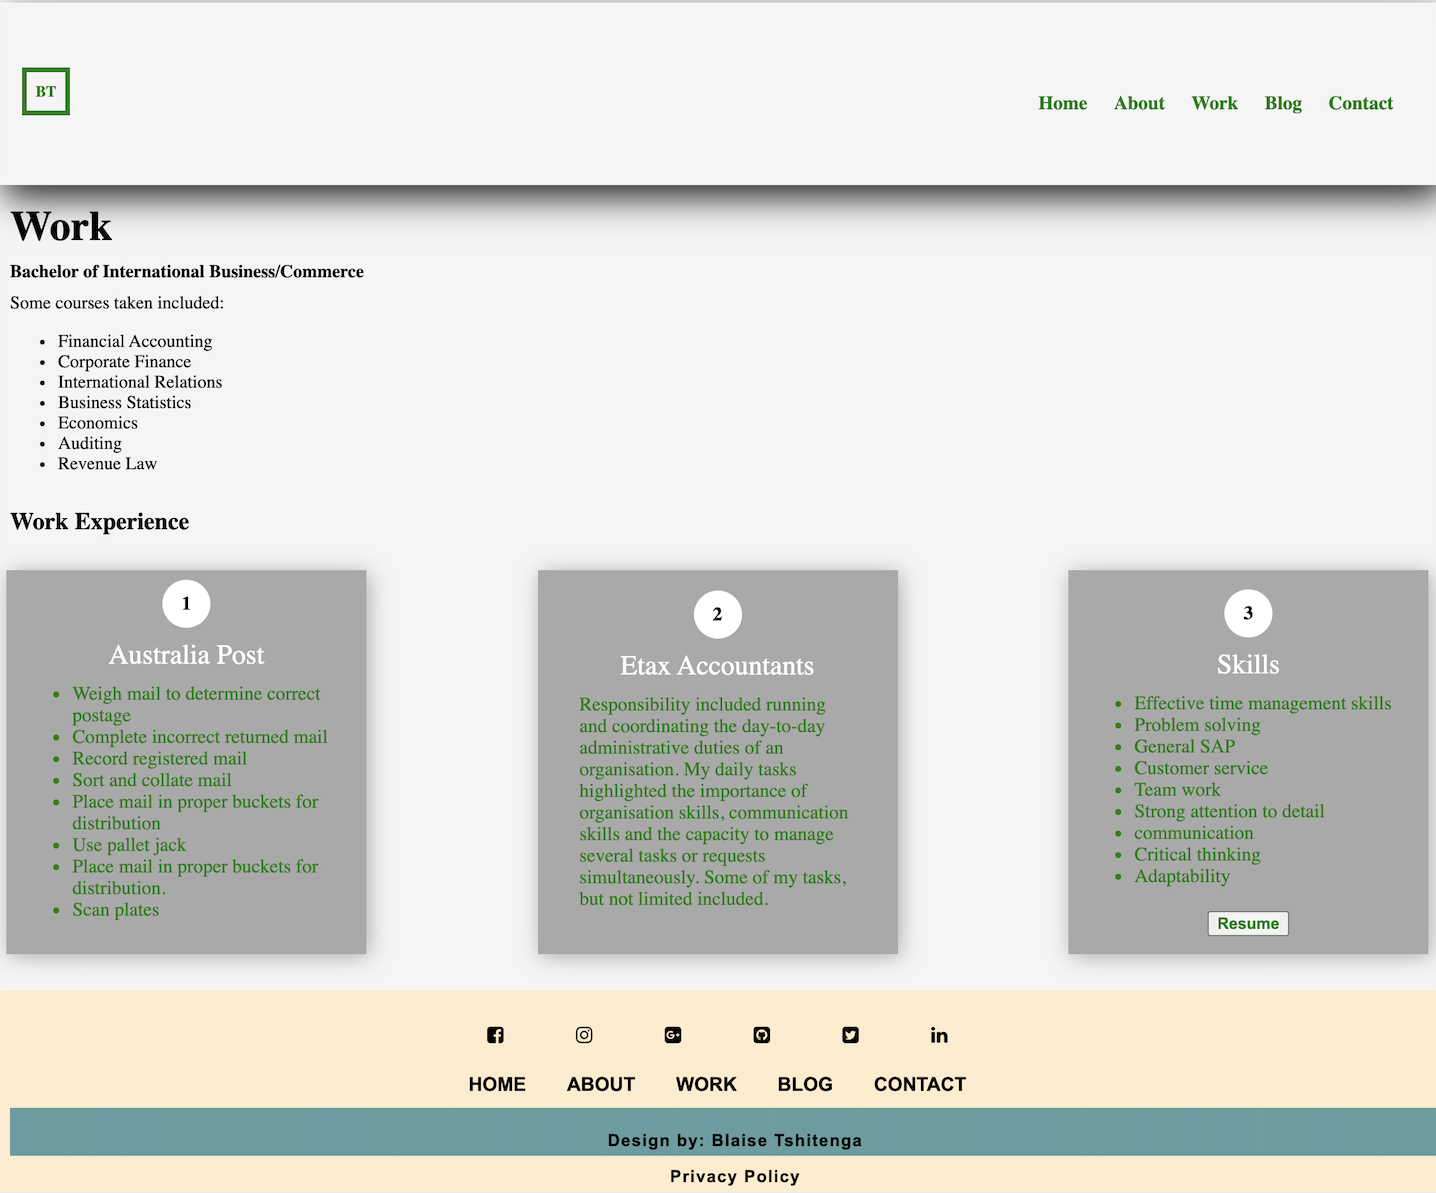 BT
Home About Work Blog Contact
Work
Bachelor of International Business/Commerce
Some courses taken included:
Financial Accounting
Corporate Finance
International Relations
Business Statistics
Economics
Auditing
Revenue Law
Work Experience
1
Australia Post
Weigh mail to determine correct
postage
Complete incorrect returned mail
Record registered mail
Sort and collate mail
Place mail in proper buckets for
distribution
Use pallet jack
Place mail in proper buckets for
distribution.
Scan plates
2
Etax Accountants
Responsibility included running
and coordinating the day-to-day
administrative duties of an
organisation. My daily tasks
highlighted the importance of
organisation skills, communication
skills and the capacity to manage
several tasks or requests
simultaneously. Some of my tasks,
but not limited included.
3
Skills
Effective time management skills
Problem solving
General SAP
Customer service
Team work
Strong attention to detail
communication
Critical thinking
Adaptability
Resume
HOME ABOUT WORK BLOG CONTACT
Design by: Blaise Tshitenga
Privacy Policy